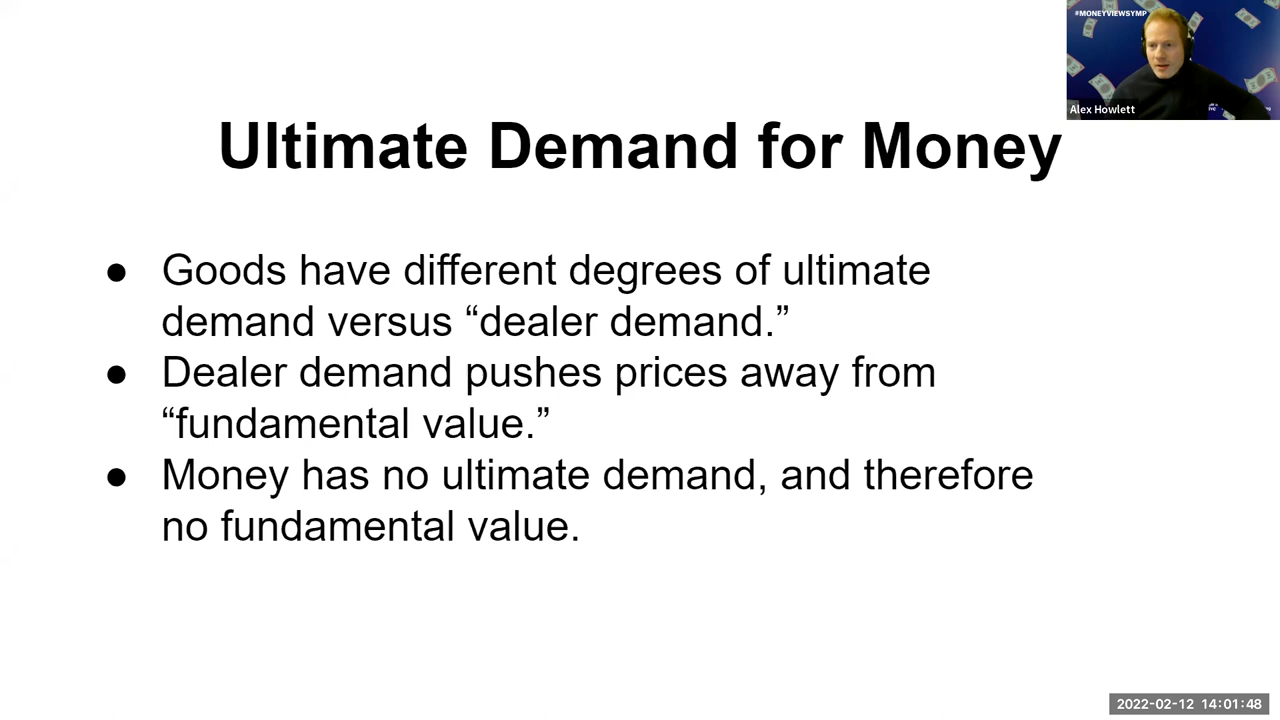 #MONEYVIEWSYMP
Alex Howlett
Ultimate Demand for Money
● Goods have different degrees of ultimate
demand versus “dealer demand.”
● Dealer demand pushes prices away from
“fundamental value.”
● Money has no ultimate demand, and therefore
no fundamental value.
2022-02-12 14:01:48